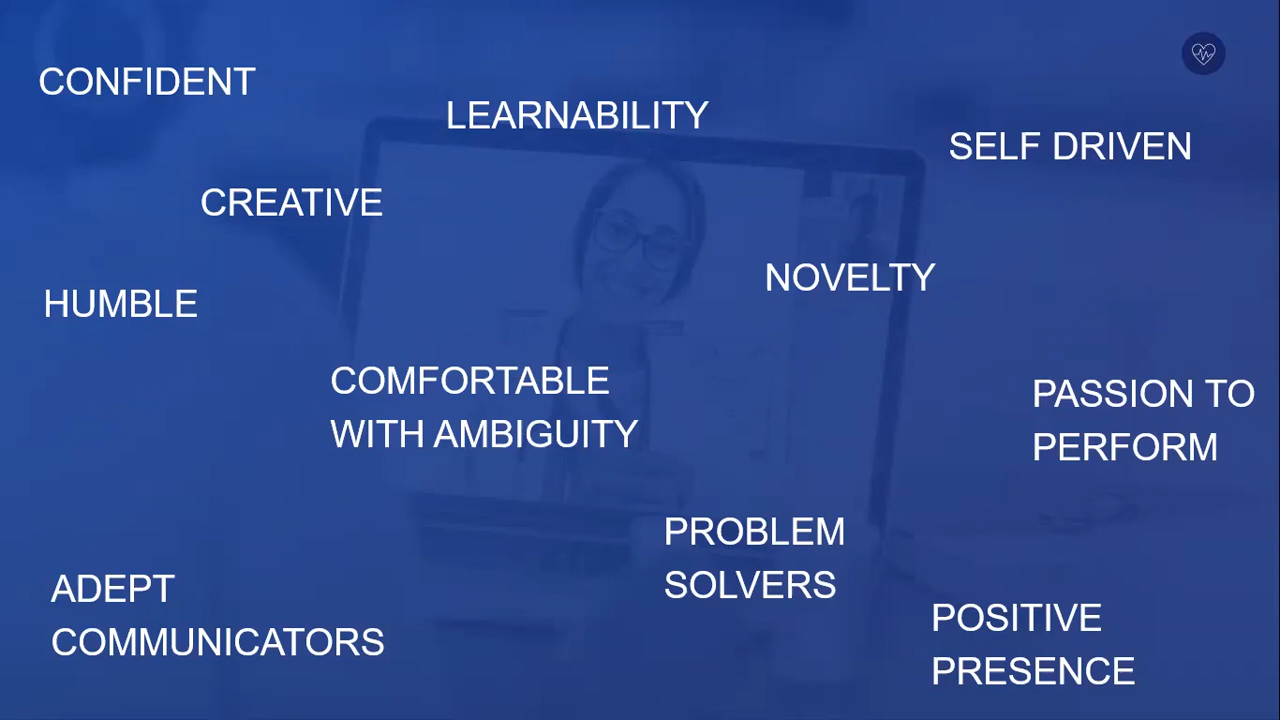 CONFIDENT
LEARNABILITY
SELF DRIVEN
CREATIVE
NOVELTY
HUMBLE
COMFORTABLE
WITH AMBIGUITY
PASSION TO
PERFORM
PROBLEM
SOLVERS
ADEPT
COMMUNICATORS
POSITIVE
PRESENCE